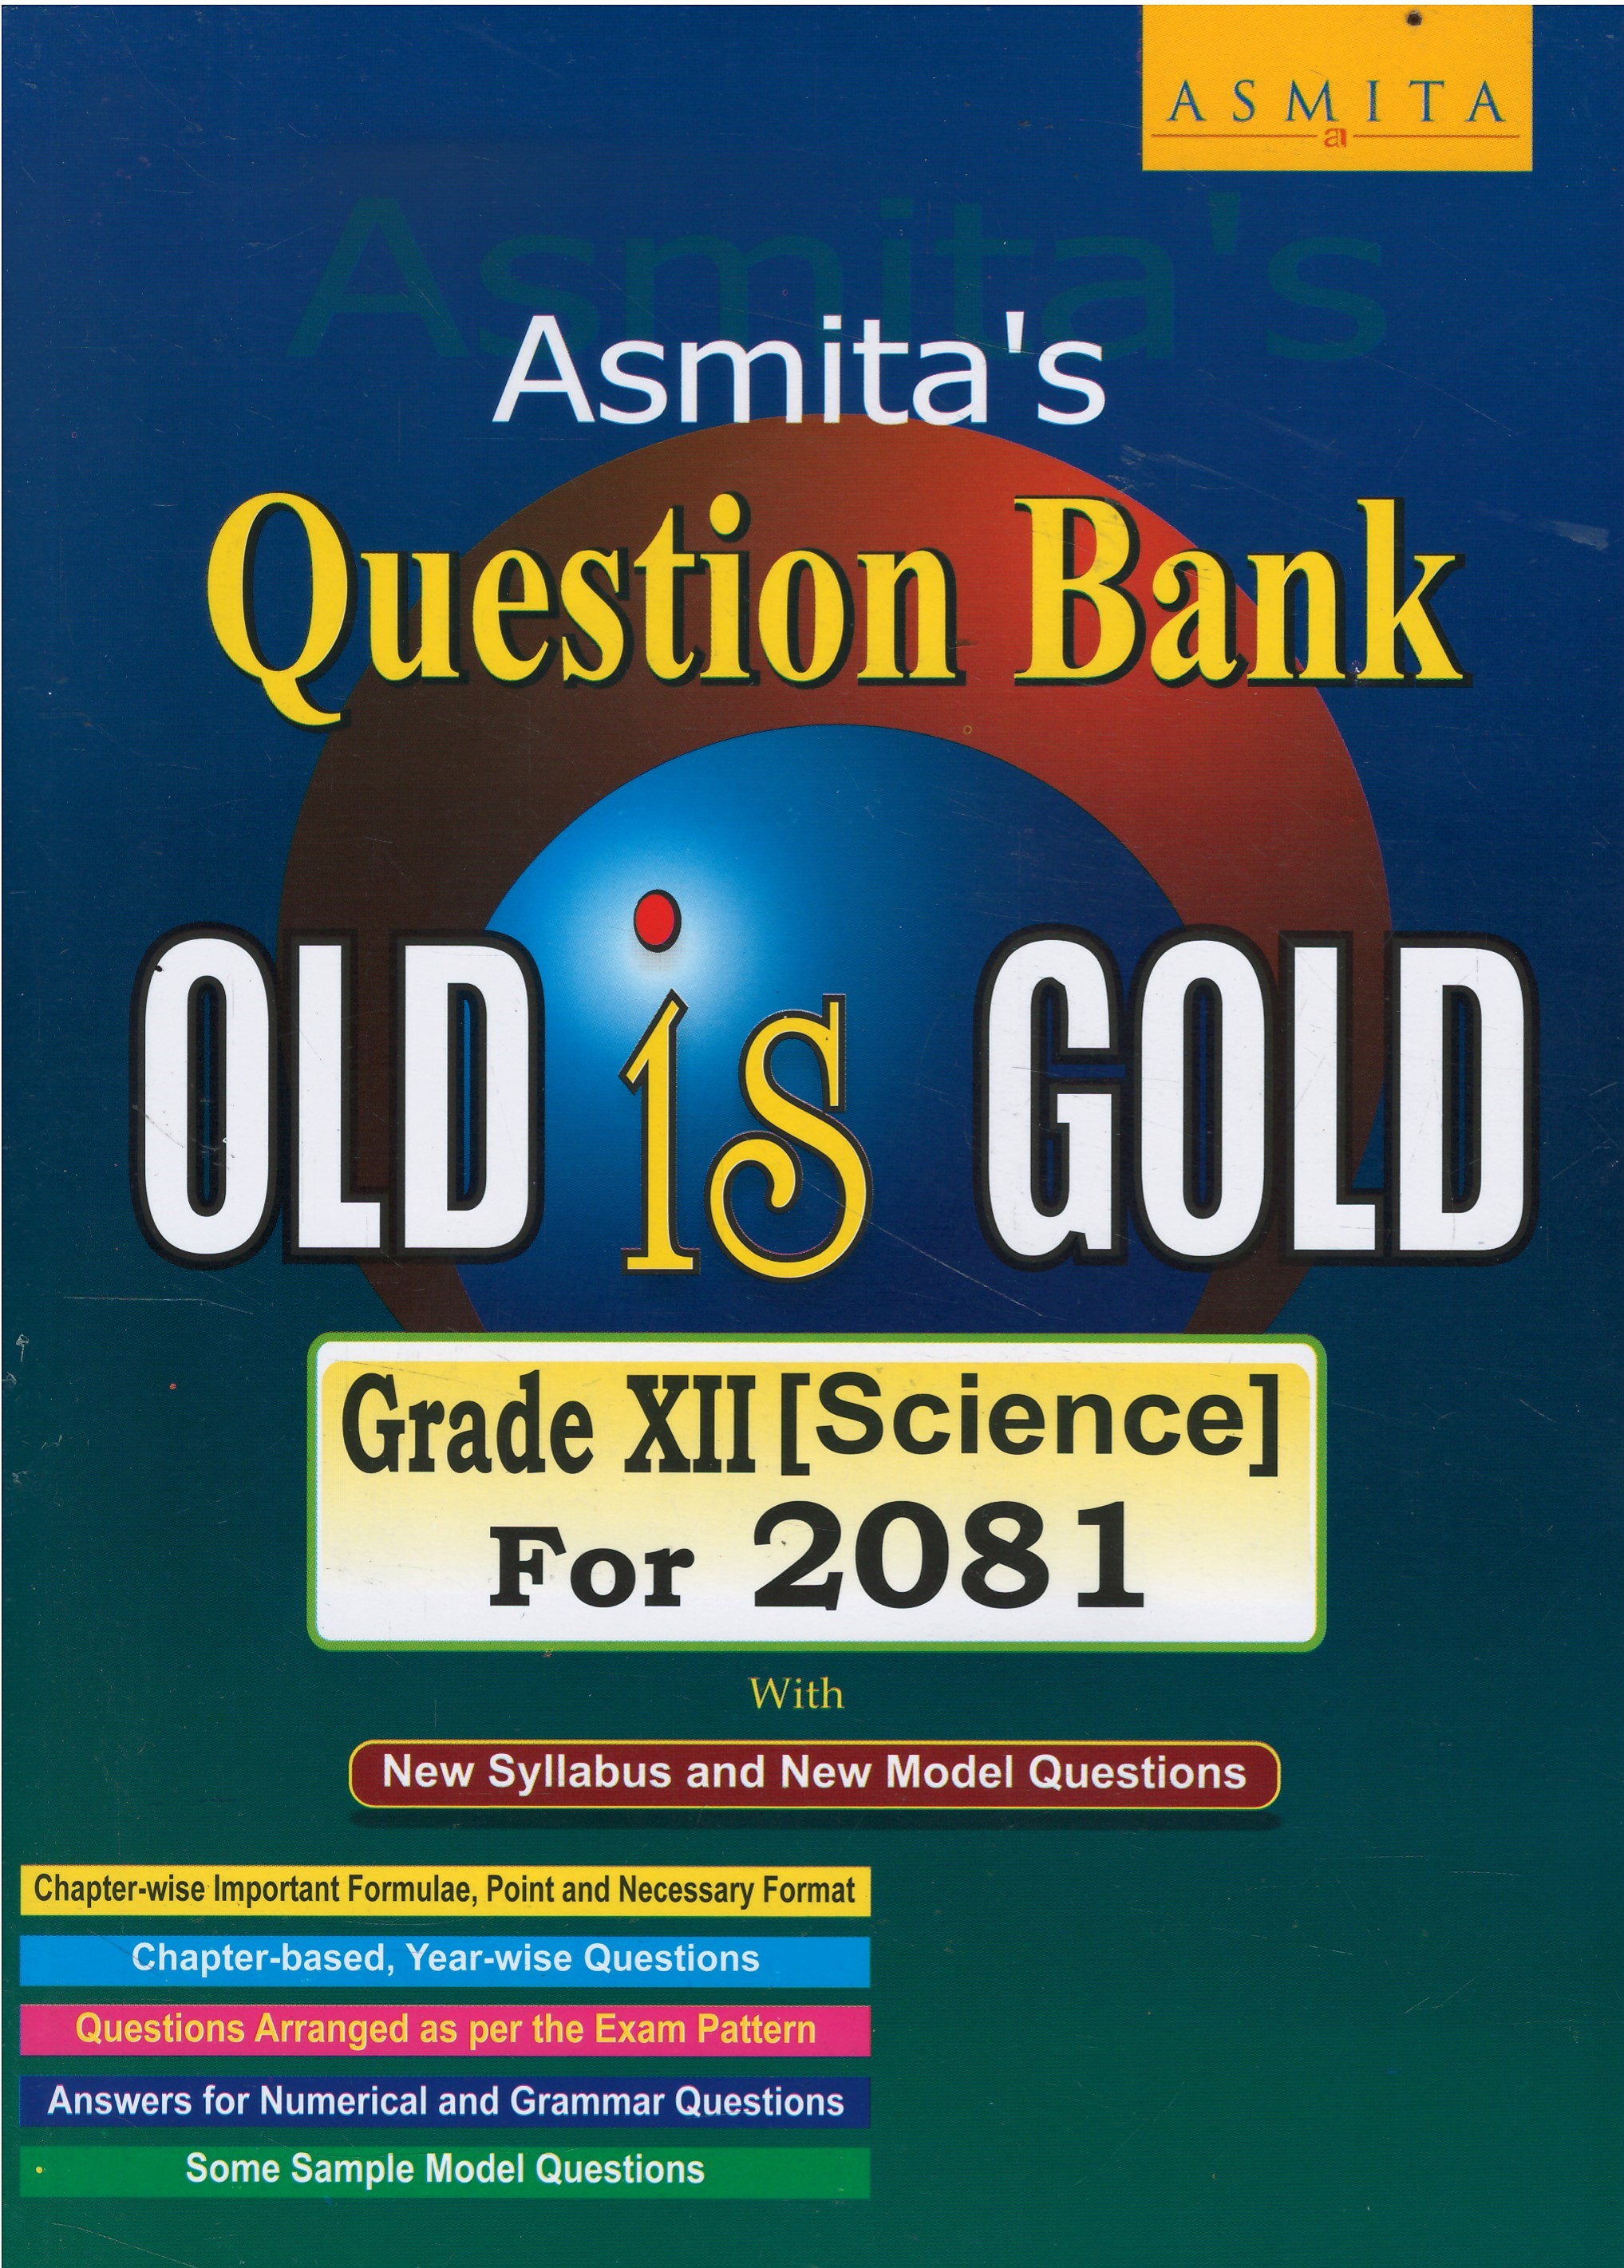 ASMITA
a
Asmita's
Asmita's
Question Bank
OLD is GOLD
Grade XII [Science]
For 2081
With
New Syllabus and New Model Questions
Chapter-wise Important Formulae, Point and Necessary Format
Chapter-based, Year-wise Questions
Questions Arranged as per the Exam Pattern
Answers for Numerical and Grammar Questions
Some Sample Model Questions